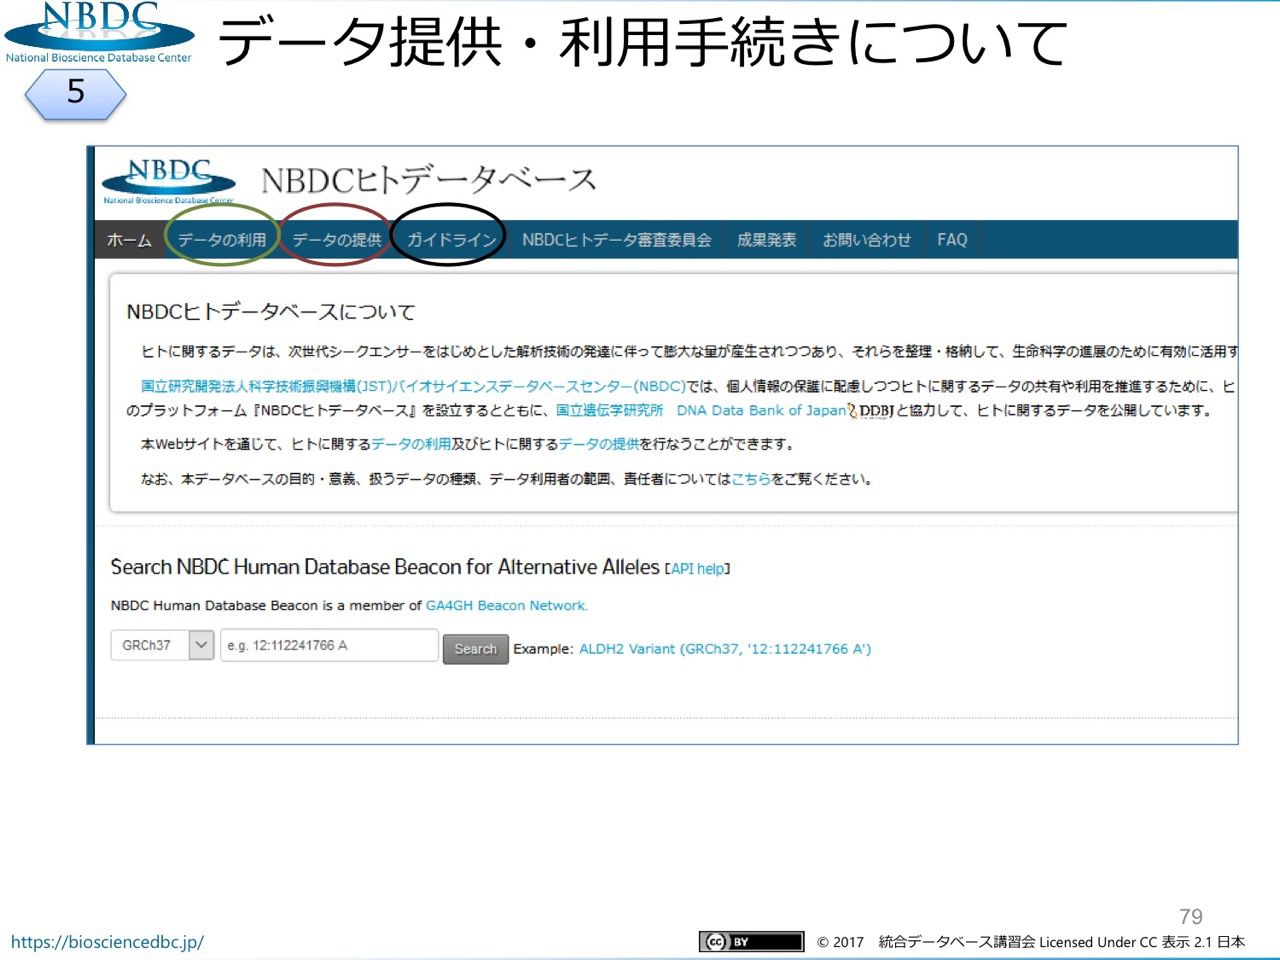 NBDC
National Bioscience Database Center
データ提供・利用手続きについて
5
NBDC
National Bioscience Database Center
NBDCヒトデータベース
ホーム データの利用 データの提供 ガイドライン NBDCヒトデータ審査委員会 成果発表 お問い合わせ FAQ
NBDCヒトデータベースについて
ヒトに関するデータは、次世代シークエンサーをはじめとした解析技術の発達に伴って膨大な量が産生されつつあり、それらを整理・格納して、生命科学の進展のために有効に活用す
国立研究開発法人科学技術振興機構(JST)バイオサイエンスデータベースセンター(NBDC)では、個人情報の保護に配慮しつつヒトに関するデータの共有や利用を推進するために、ヒ
のプラットフォーム『NBDCヒトデータベース』を設立するとともに、国立遺伝学研究所 DNA Data Bank of Japan DDBJと協力して、ヒトに関するデータを公開しています。
本Webサイトを通じて、ヒトに関するデータの利用及びヒトに関するデータの提供を行なうことができます。
なお、本データベースの目的・意義、扱うデータの種類、データ利用者の範囲、責任者についてはこちらをご覧ください。
Search NBDC Human Database Beacon for Alternative Alleles [API help]
NBDC Human Database Beacon is a member of GA4GH Beacon Network.
GRCh37 e.g. 12:112241766 A Search Example: ALDH2 Variant (GRCh37, '12:112241766 A')
79
https://biosciencedbc.jp/
cc BY © 2017 統合データベース講習会 Licensed Under CC 表示 2.1 日本